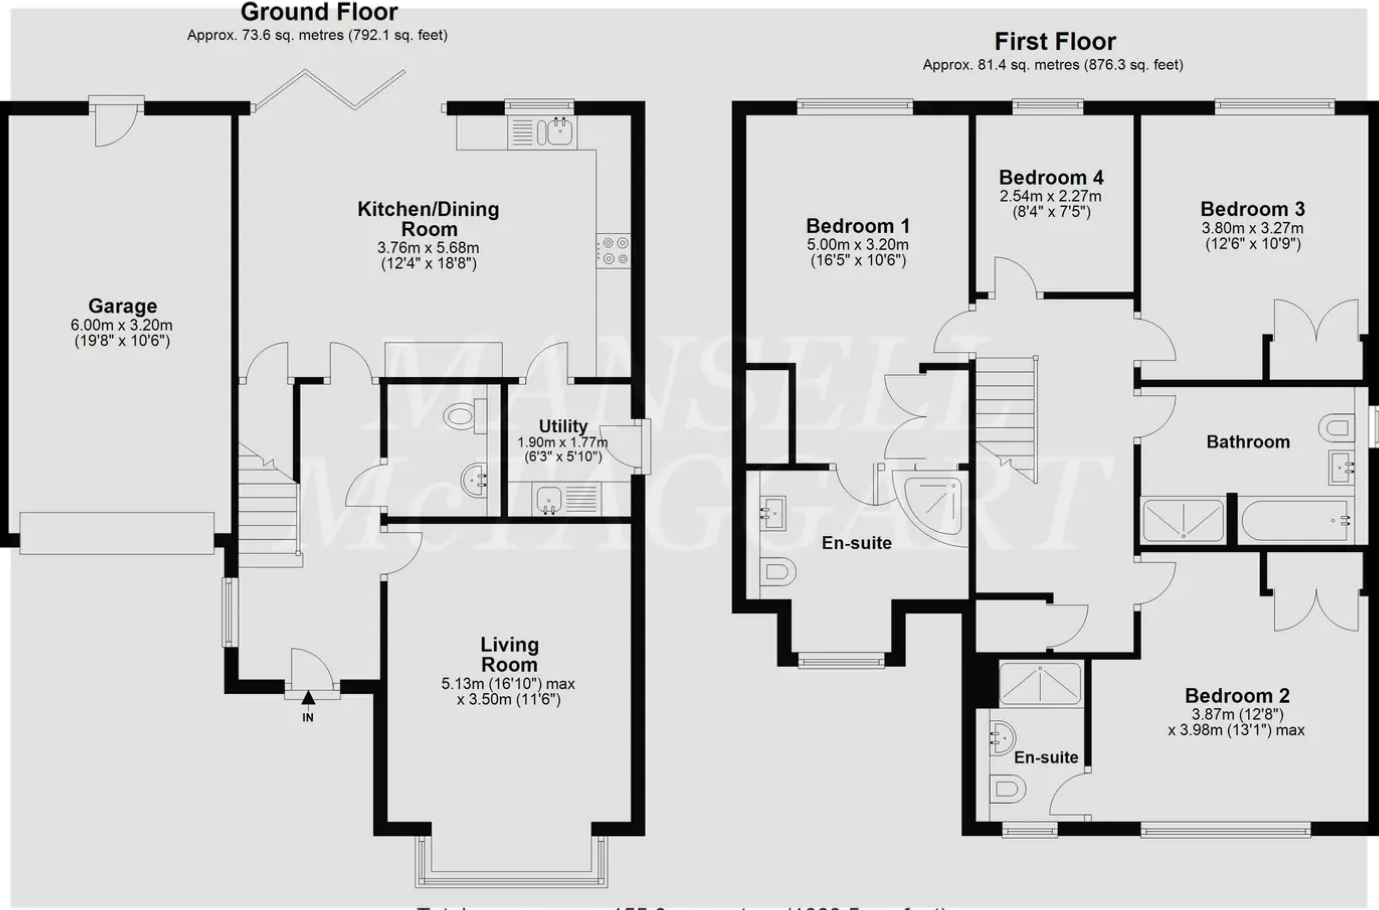 Ground Floor
Approx. 73.6 sq. metres (792.1 sq. feet)
Kitchen/Dining
Room
3.76m x 5.68m
(12'4" x 18'8")
Garage
6.00m x 3.20m
(19'8" x 10'6")
Utility
1.90m x 1.77m
(6'3" x 5'10")
Living
Room
5.13m (16'10") max
x 3.50m (11'6")
IN
First Floor
Approx. 81.4 sq. metres (876.3 sq. feet)
Bedroom 1
5.00m x 3.20m
(16'5" x 10'6")
Bedroom 4
2.54m x 2.27m
(8'4" x 7'5")
Bedroom 3
3.80m x 3.27m
(12'6" x 10'9")
Bathroom
En-suite
Bedroom 2
3.87m (12'8")
x 3.98m (13'1") max
En-suite
MANSELL
McTAGGART